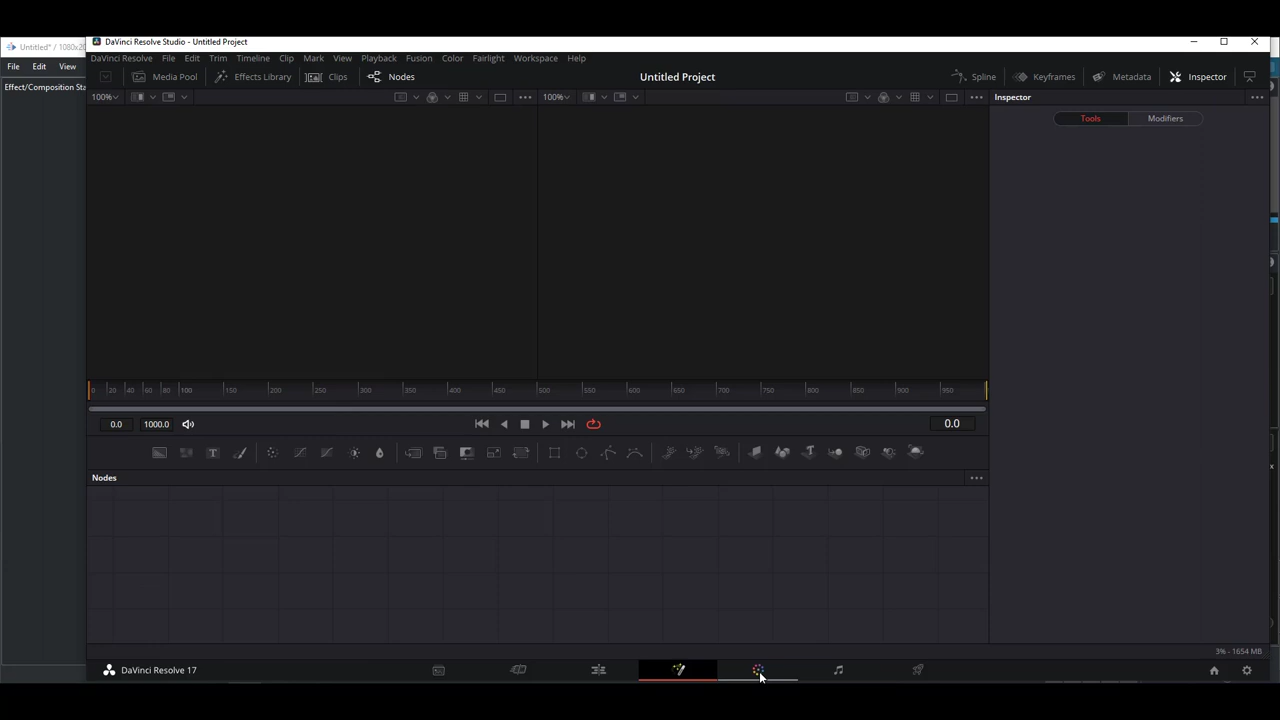 Untitled* / 1080x20
DaVinci Resolve Studio - Untitled Project
File Edit View
DaVinci Resolve File Edit Trim Timeline Clip Mark View Playback Fusion Color Fairlight Workspace Help
Effect/Composition Sta
Media Pool Effects Library Clips Nodes Untitled Project Spline Keyframes Metadata Inspector
100% 100% Inspector
Tools Modifiers
0 20 40 60 80 100 150 200 250 300 350 400 450 500 550 600 650 700 750 800 850 900 950
0.0 1000.0 0.0
Nodes
3% - 1654 MB
DaVinci Resolve 17